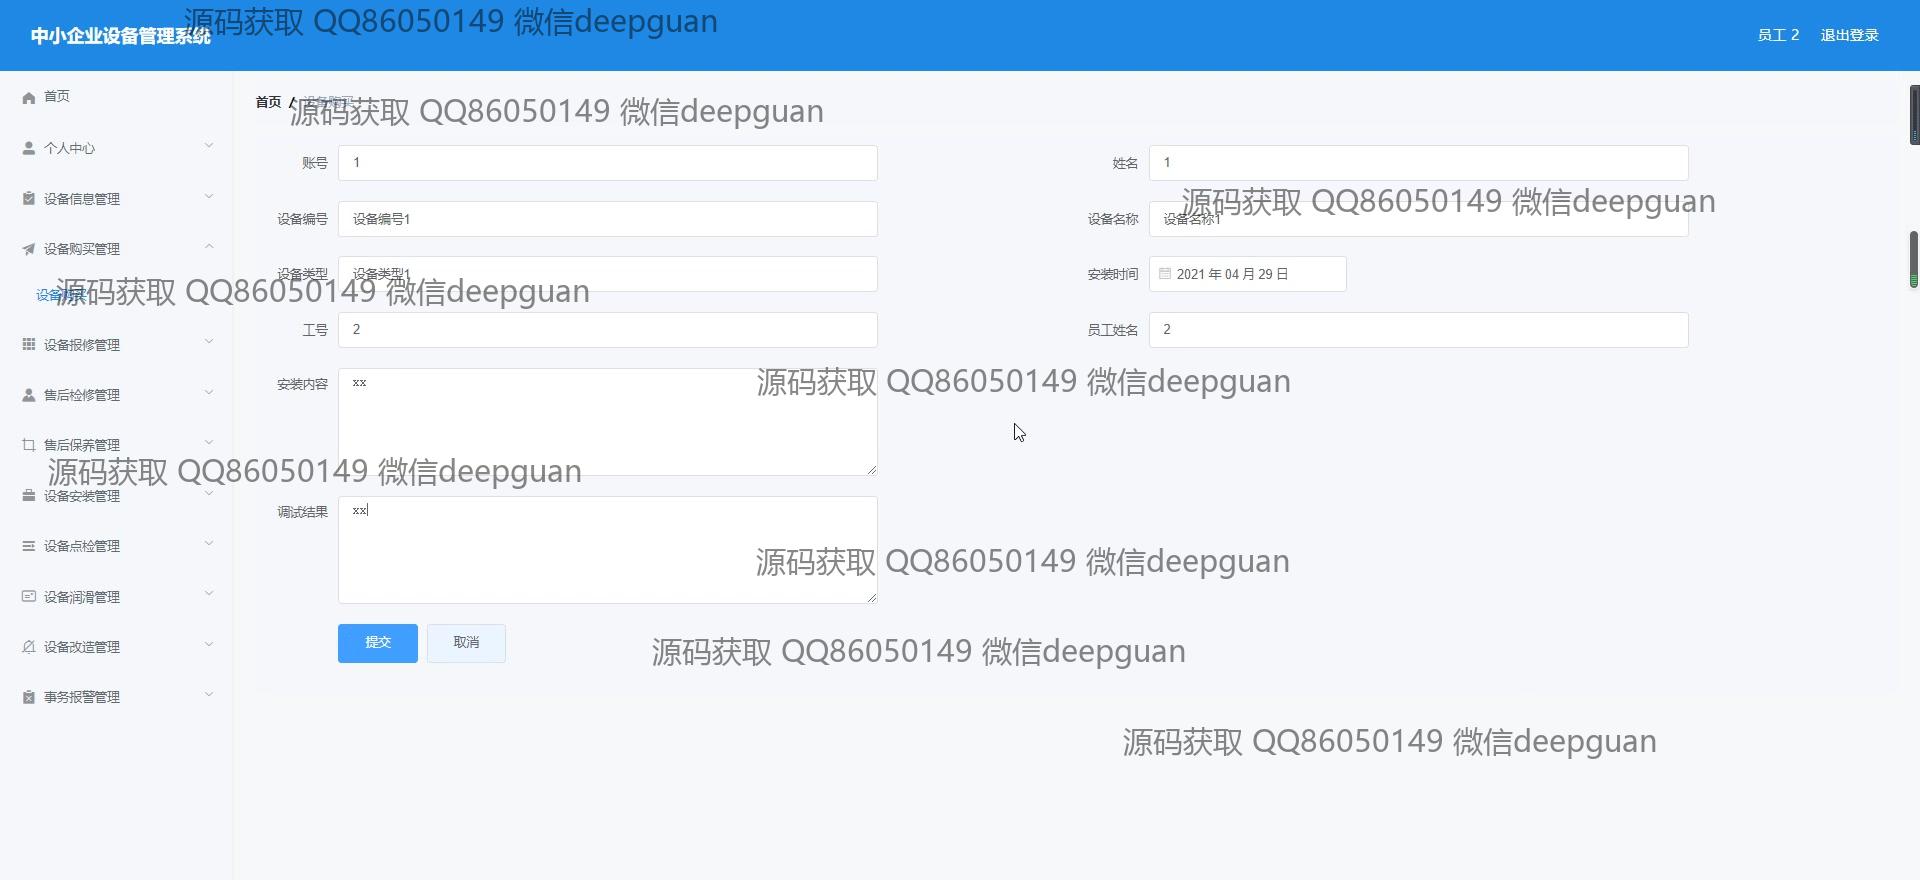 中小企业设备管理系统
源码获取 QQ86050149 微信deepguan
员工 2 退出登录
首页
首页 / 设备购买
源码获取 QQ86050149 微信deepguan
个人中心
账号 1
姓名 1
设备信息管理
源码获取 QQ86050149 微信deepguan
设备编号 设备编号1
设备名称 设备名称1
设备购买管理
设备类型 设备类型1
安装时间 2021 年 04 月 29 日
设备购买
源码获取 QQ86050149 微信deepguan
工号 2
员工姓名 2
设备报修管理
安装内容 xx
源码获取 QQ86050149 微信deepguan
售后检修管理
售后保养管理
源码获取 QQ86050149 微信deepguan
设备安装管理
调试结果 xx
设备点检管理
源码获取 QQ86050149 微信deepguan
设备润滑管理
提交 取消
设备改造管理
源码获取 QQ86050149 微信deepguan
事务报警管理
源码获取 QQ86050149 微信deepguan